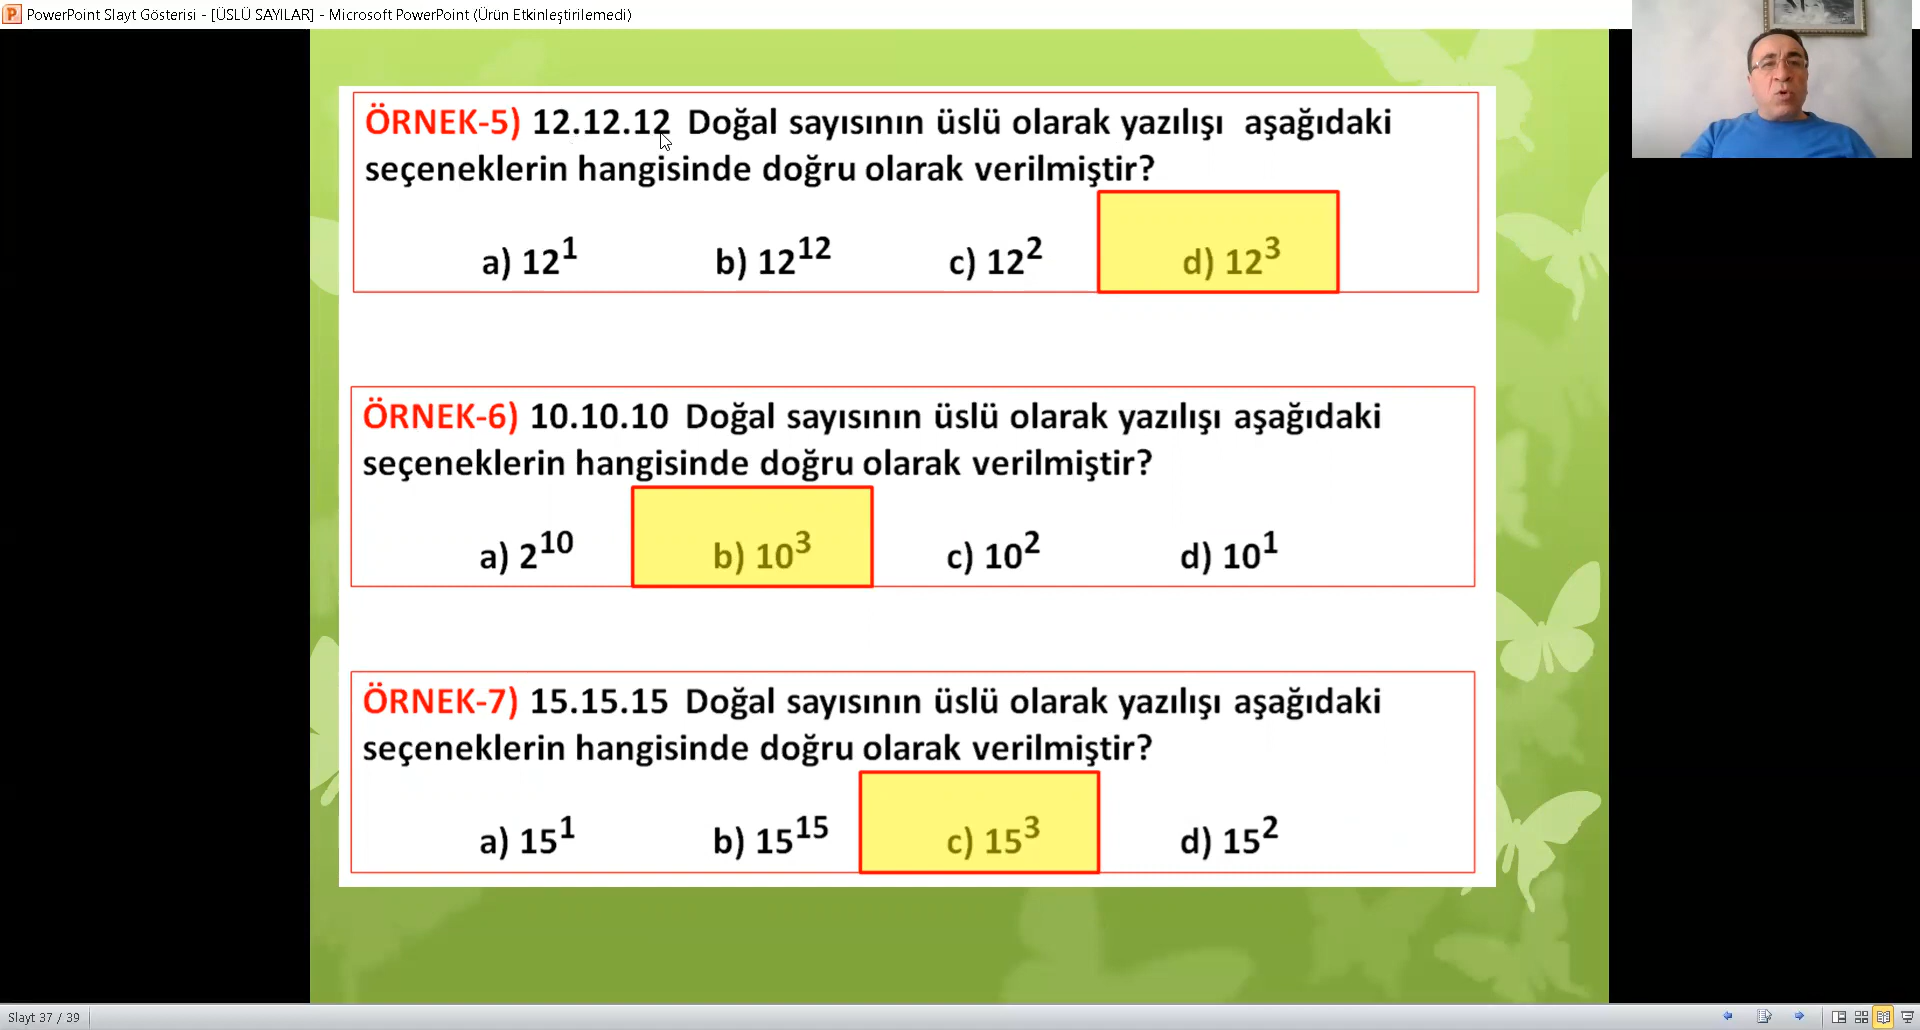 PowerPoint Slayt Gösterisi - [ÜSLÜ SAYILAR] - Microsoft PowerPoint (Ürün Etkinleştirilemedi)
ÖRNEK-5) 12.12.12 Doğal sayısının üslü olarak yazılışı aşağıdaki
seçeneklerin hangisinde doğru olarak verilmiştir?
a) 12¹ b) 12¹² c) 12² d) 12³
ÖRNEK-6) 10.10.10 Doğal sayısının üslü olarak yazılışı aşağıdaki
seçeneklerin hangisinde doğru olarak verilmiştir?
a) 2¹⁰ b) 10³ c) 10² d) 10¹
ÖRNEK-7) 15.15.15 Doğal sayısının üslü olarak yazılışı aşağıdaki
seçeneklerin hangisinde doğru olarak verilmiştir?
a) 15¹ b) 15¹⁵ c) 15³ d) 15²
Slayt 37 / 39